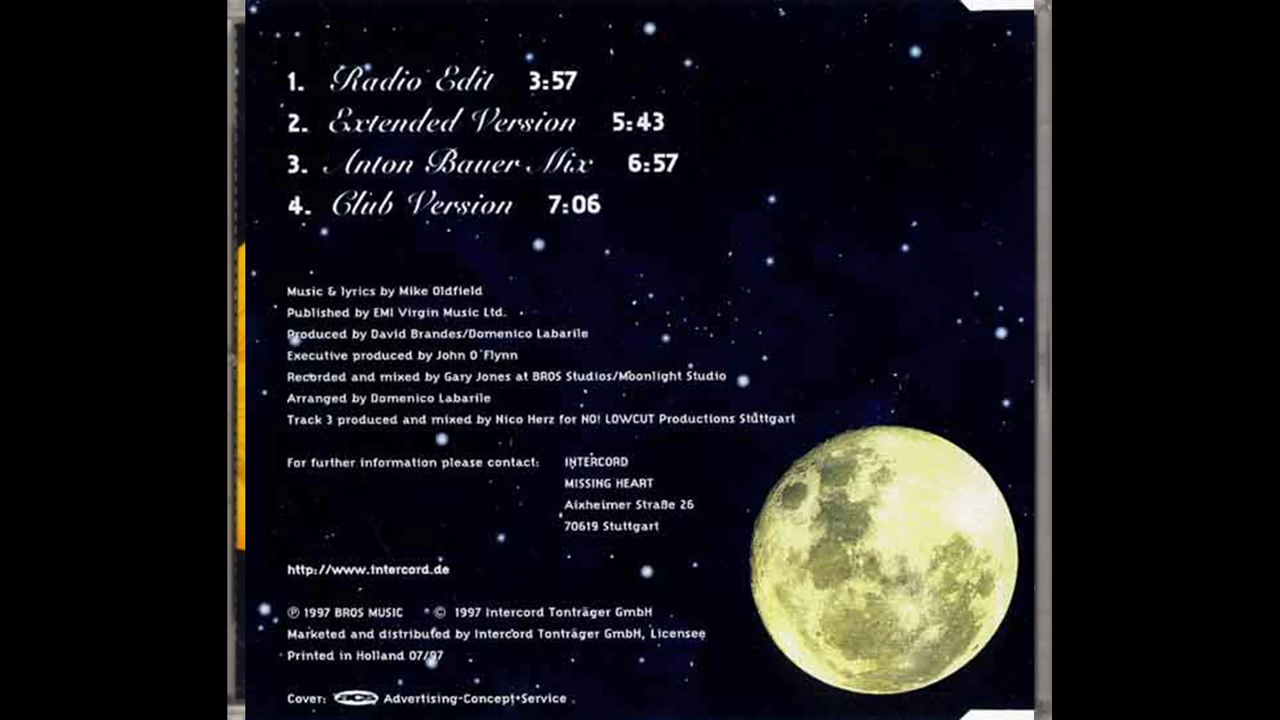 1. Radio Edit 3:57
2. Extended Version 5:43
3. Anton Bauer Mix 6:57
4. Club Version 7:06
Music & lyrics by Mike Oldfield
Published by EMI Virgin Music Ltd.
Produced by David Brandes/Domenico Labarile
Executive produced by John O´Flynn
Recorded and mixed by Gary Jones at BROS Studios/Moonlight Studio
Arranged by Domenico Labarile
Track 3 produced and mixed by Nico Herz for NO! LOWCUT Productions Stuttgart
For further information please contact: INTERCORD
MISSING HEART
Aixheimer Straße 26
70619 Stuttgart
http://www.intercord.de
℗ 1997 BROS MUSIC © 1997 Intercord Tonträger GmbH
Marketed and distributed by Intercord Tonträger GmbH, Licensee
Printed in Holland 07/97
Cover: Advertising-Concept+Service